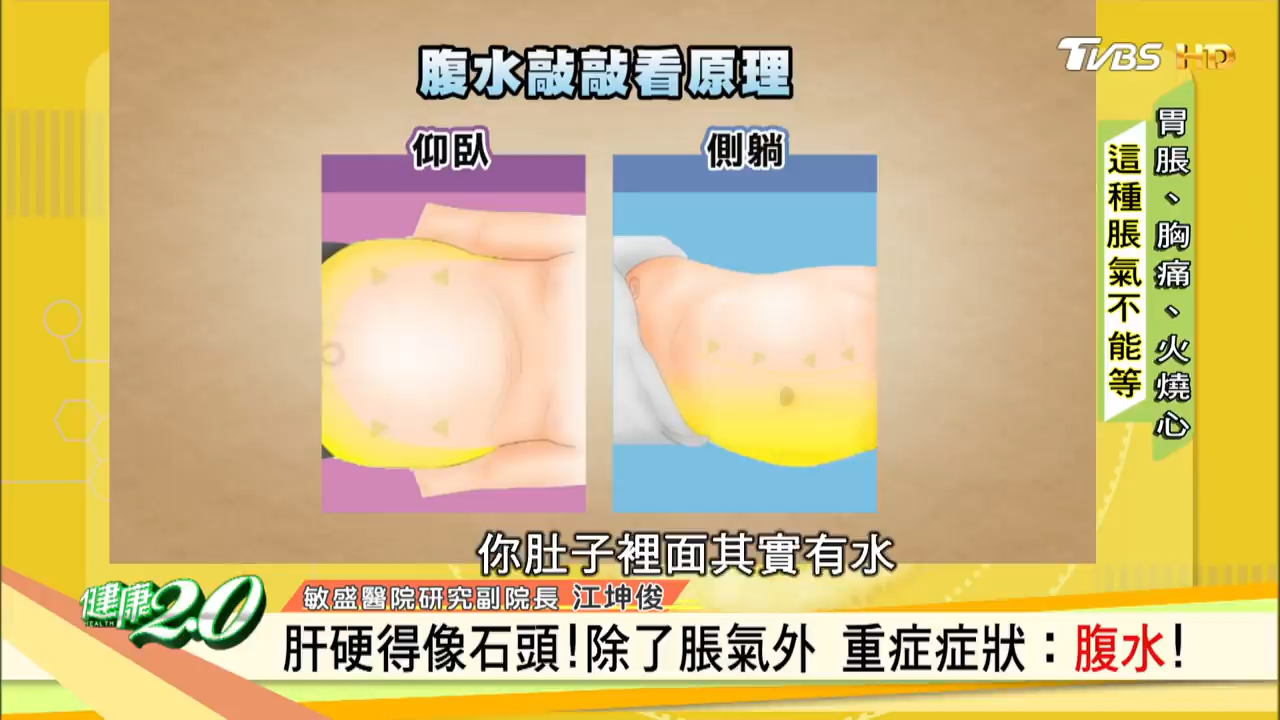 腹水敲敲看原理
TVBS HD
仰臥
側躺
胃脹、胸痛、火燒心
這種脹氣不能等
你肚子裡面其實有水
健康2.0
HEALTH
敏盛醫院研究副院長 江坤俊
肝硬得像石頭!除了脹氣外 重症症狀：腹水!